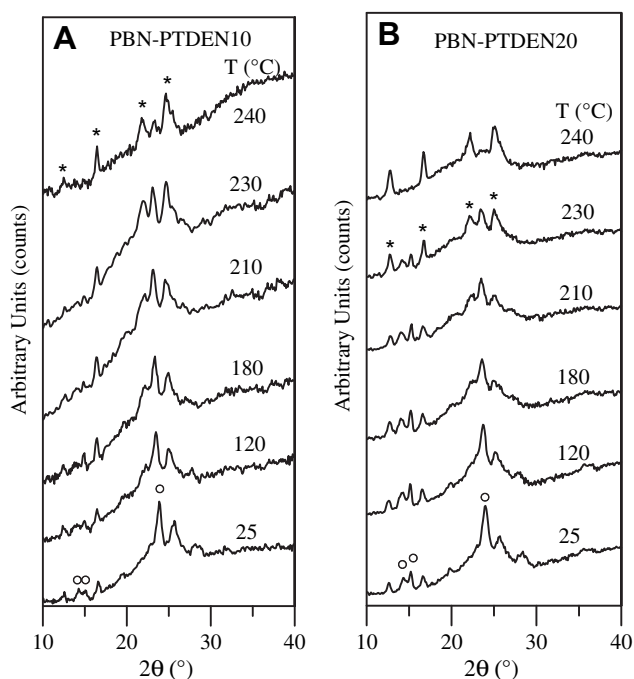 A
PBN-PTDEN10
T (°C)
*
*
*
*
240
230
210
180
120
25
Arbitrary Units (counts)
10
20
30
40
2θ (°)
B
PBN-PTDEN20
T (°C)
240
230
*
*
*
*
210
180
120
25
Arbitrary Units (counts)
10
20
30
40
2θ (°)